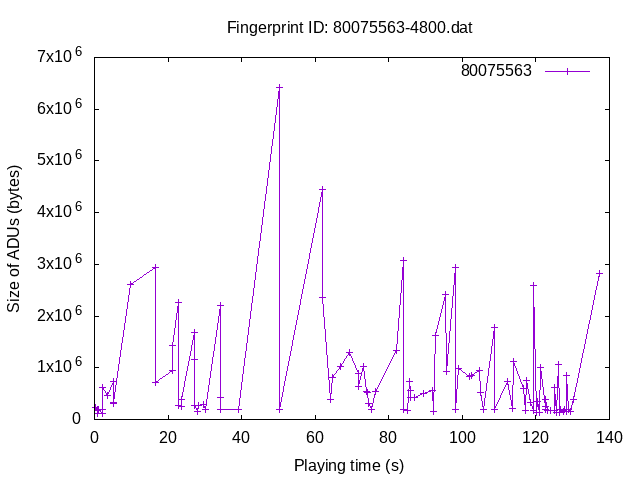 Fingerprint ID: 80075563-4800.dat
7x10^6
80075563
6x10^6
5x10^6
4x10^6
3x10^6
2x10^6
1x10^6
0
Size of ADUs (bytes)
0 20 40 60 80 100 120 140
Playing time (s)